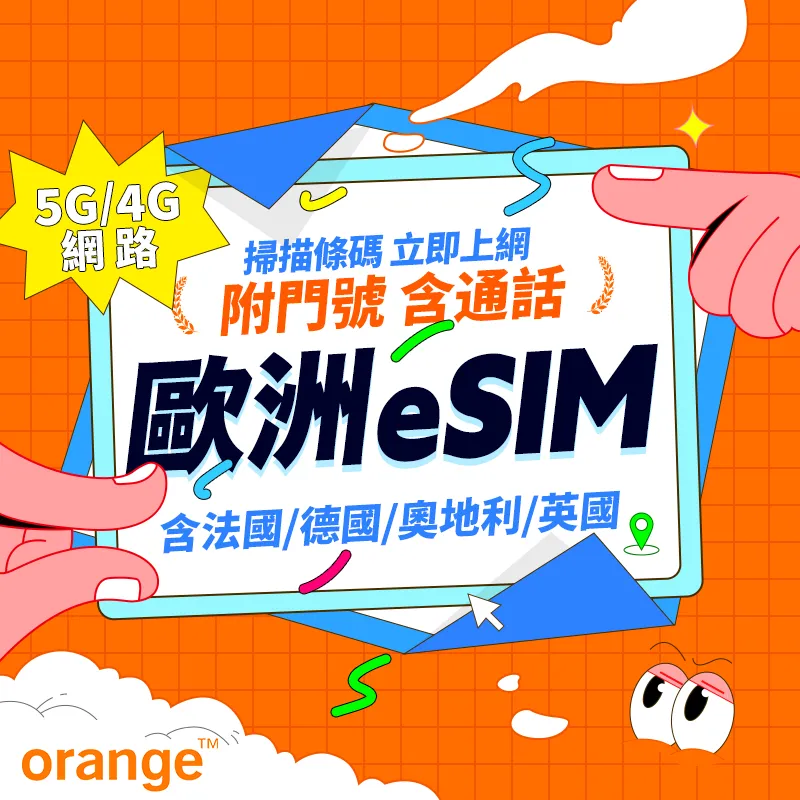 5G/4G
網路
掃描條碼 立即上網
附門號 含通話
歐洲eSIM
含法國/德國/奧地利/英國
orange™